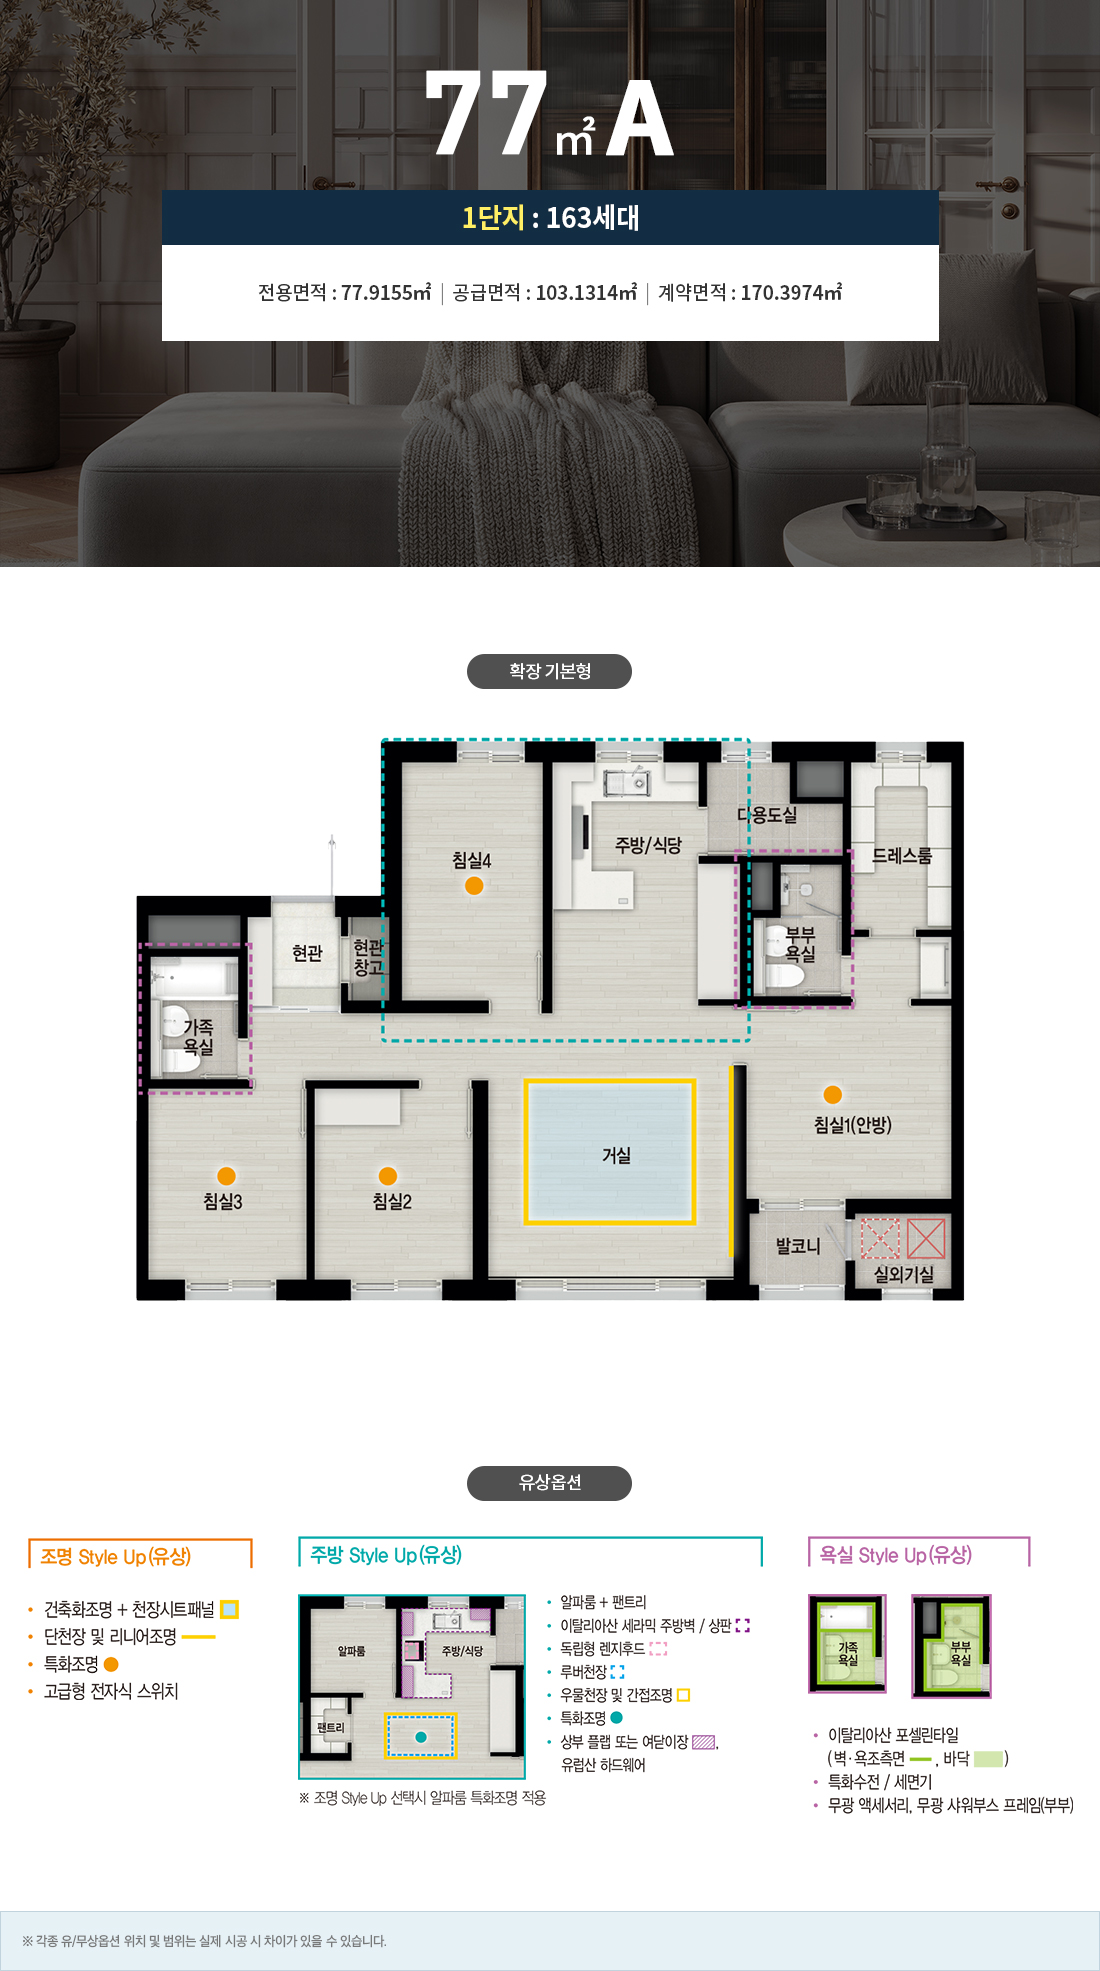 77㎡A
1단지 : 163세대
전용면적 : 77.9155㎡ | 공급면적 : 103.1314㎡ | 계약면적 : 170.3974㎡
확장 기본형
다용도실
주방/식당
침실4
드레스룸
현관
현관
창고
부부
욕실
가족
욕실
침실1(안방)
거실
침실3
침실2
발코니
실외기실
유상옵션
조명 Style Up(유상)
• 건축화조명 + 천장시트패널
• 단천장 및 리니어조명
• 특화조명
• 고급형 전자식 스위치
주방 Style Up(유상)
알파룸
주방/식당
팬트리
※ 조명 Style Up 선택시 알파룸 특화조명 적용
• 알파룸 + 팬트리
• 이탈리아산 세라믹 주방벽 / 상판
• 독립형 렌지후드
• 루버천장
• 우물천장 및 간접조명
• 특화조명
• 상부 플랩 또는 여닫이장 ,
유럽산 하드웨어
욕실 Style Up(유상)
가족
욕실
부부
욕실
• 이탈리아산 포셀린타일
(벽·욕조측면 , 바닥 )
• 특화수전 / 세면기
• 무광 액세서리, 무광 샤워부스 프레임(부부)
※ 각종 유/무상옵션 위치 및 범위는 실제 시공 시 차이가 있을 수 있습니다.